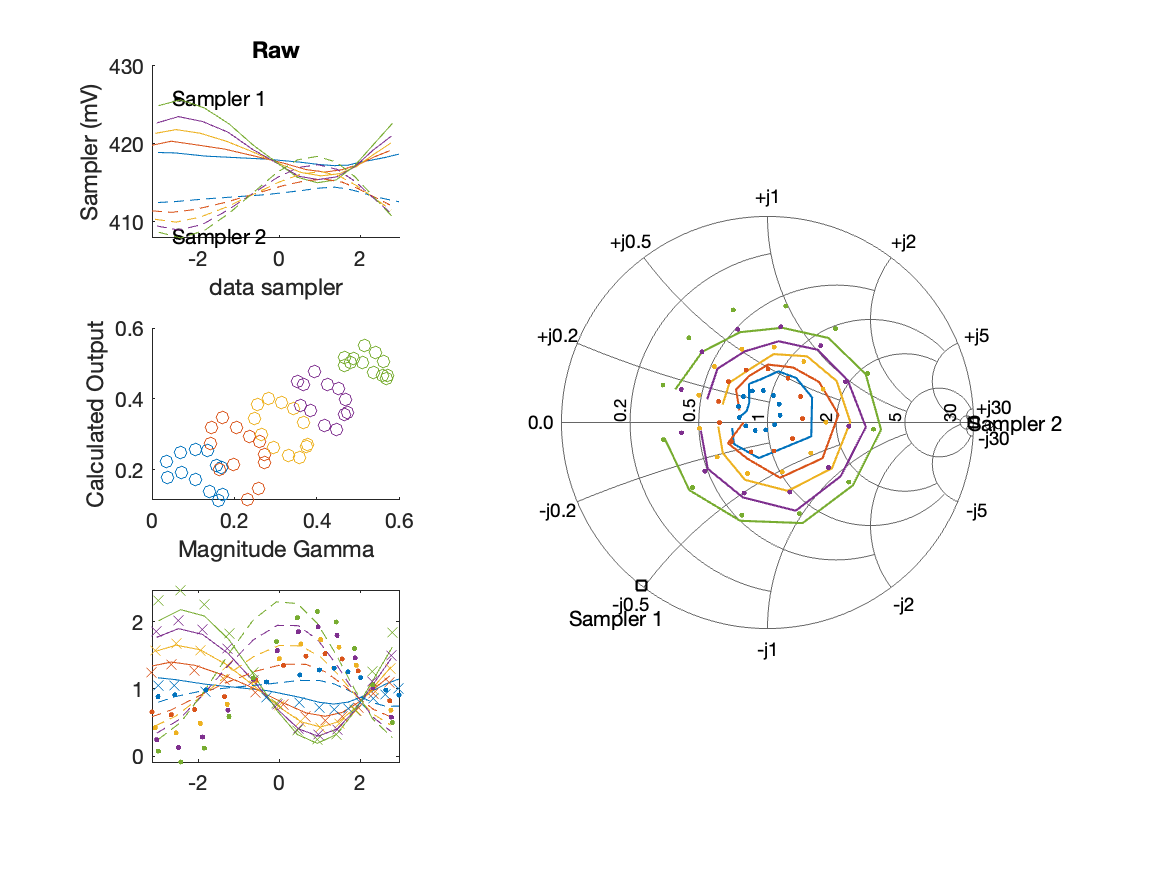 Raw
430
420
410
Sampler (mV)
Sampler 1
Sampler 2
-2 0 2
data sampler
0.6
0.4
0.2
Calculated Output
0 0.2 0.4 0.6
Magnitude Gamma
2
1
0
-2 0 2
+j1
+j0.5 +j2
+j0.2 +j5
0.0 0.2 0.5 1 2 5 30 +j30
Sampler 2
-j30
-j0.2 -j5
-j0.5 -j2
Sampler 1
-j1